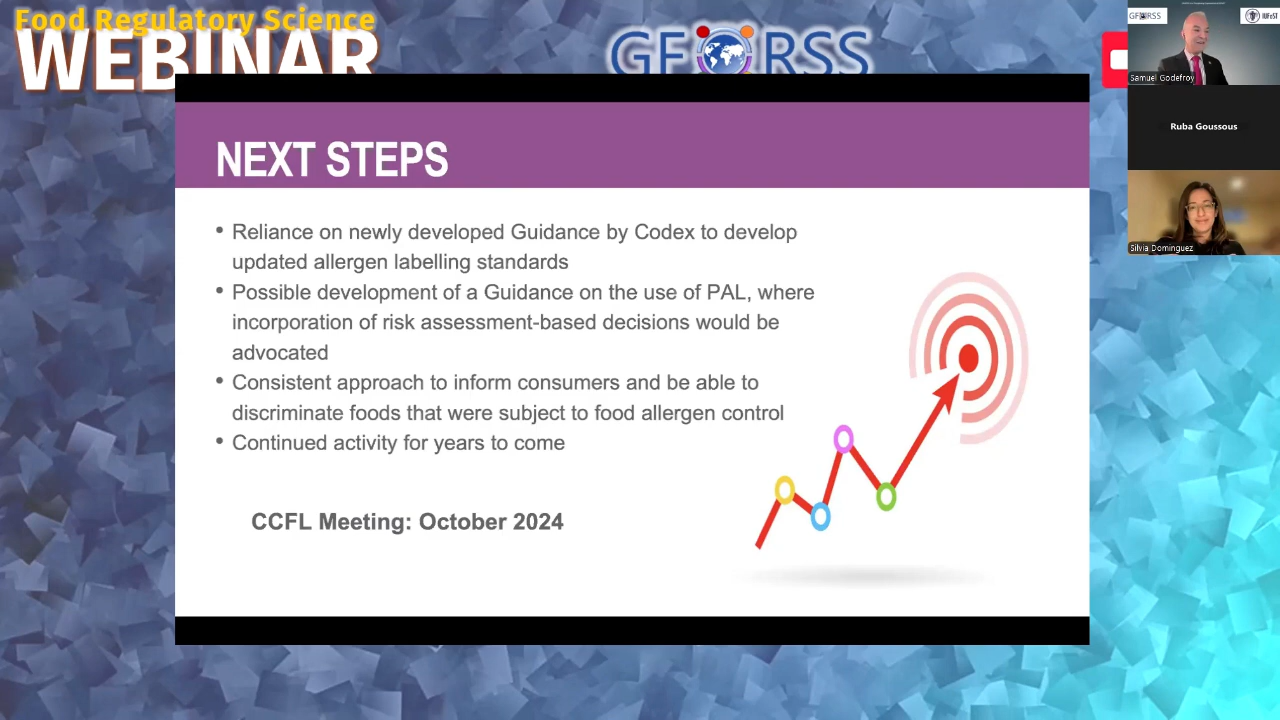 Food Regulatory Science
WEBINAR
GFORSS
NEXT STEPS
• Reliance on newly developed Guidance by Codex to develop
updated allergen labelling standards
• Possible development of a Guidance on the use of PAL, where
incorporation of risk assessment-based decisions would be
advocated
• Consistent approach to inform consumers and be able to
discriminate foods that were subject to food allergen control
• Continued activity for years to come
CCFL Meeting: October 2024
GFORSS
IUFoST
Samuel Godefroy
Ruba Goussous
Silvia Dominguez